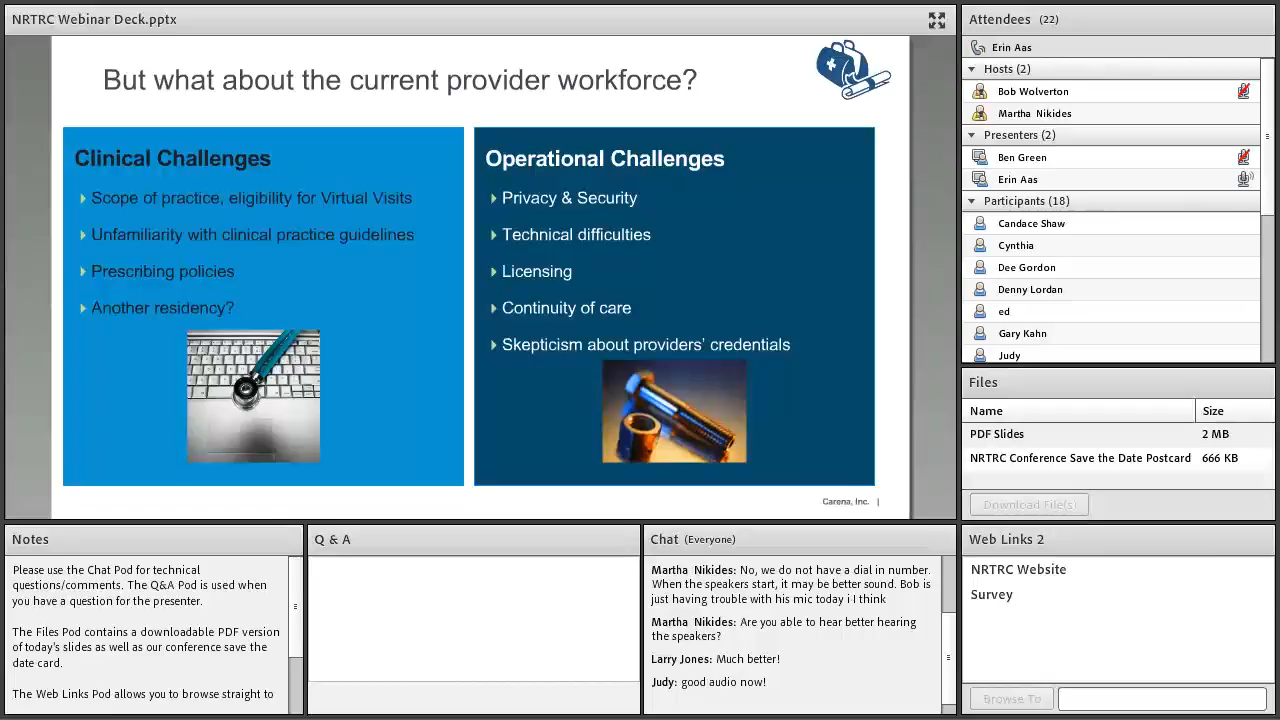 NRTRC Webinar Deck.pptx
But what about the current provider workforce?
Clinical Challenges
Scope of practice, eligibility for Virtual Visits
Unfamiliarity with clinical practice guidelines
Prescribing policies
Another residency?
Operational Challenges
Privacy & Security
Technical difficulties
Licensing
Continuity of care
Skepticism about providers' credentials
Carena, Inc. |
Attendees (22)
Erin Aas
Hosts (2)
Bob Wolverton
Martha Nikides
Presenters (2)
Ben Green
Erin Aas
Participants (18)
Candace Shaw
Cynthia
Dee Gordon
Denny Lordan
ed
Gary Kahn
Judy
Files
Name Size
PDF Slides 2 MB
NRTRC Conference Save the Date Postcard 666 KB
Download File(s)
Notes
Please use the Chat Pod for technical
questions/comments. The Q&A Pod is used when
you have a question for the presenter.
The Files Pod contains a downloadable PDF version
of today's slides as well as our conference save the
date card.
The Web Links Pod allows you to browse straight to
Q & A
Chat (Everyone)
Martha Nikides: No, we do not have a dial in number.
When the speakers start, it may be better sound. Bob is
just having trouble with his mic today i I think
Martha Nikides: Are you able to hear better hearing
the speakers?
Larry Jones: Much better!
Judy: good audio now!
Web Links 2
NRTRC Website
Survey
Browse To